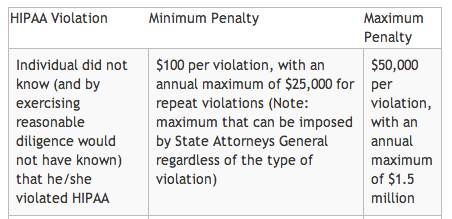 HIPAA Violation
Minimum Penalty
Maximum
Penalty
Individual did not
know (and by
exercising
reasonable
diligence would
not have known)
that he/she
violated HIPAA
$100 per violation, with an
annual maximum of $25,000 for
repeat violations (Note:
maximum that can be imposed
by State Attorneys General
regardless of the type of
violation)
$50,000
per
violation,
with an
annual
maximum
of $1.5
million